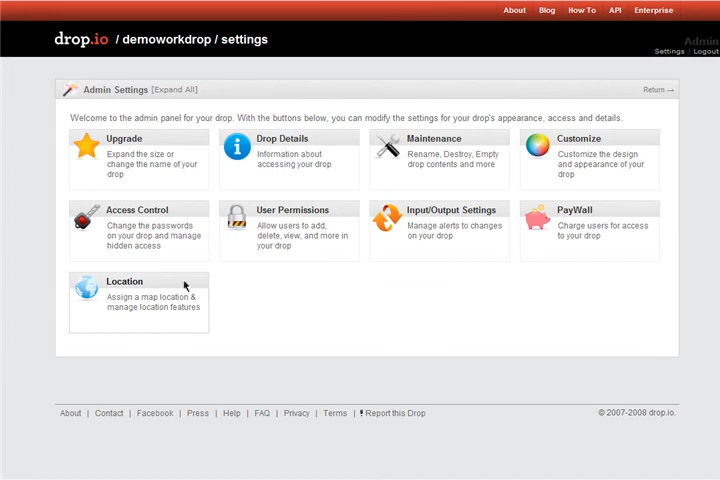 About Blog How To API Enterprise
drop.io / demoworkdrop / settings
Admin
Settings | Logout
Admin Settings [Expand All]
Return →
Welcome to the admin panel for your drop. With the buttons below, you can modify the settings for your drop's appearance, access and details.
Upgrade
Expand the size or
change the name of your
drop
Drop Details
Information about
accessing your drop
Maintenance
Rename, Destroy, Empty
drop contents and more
Customize
Customize the design
and appearance of your
drop
Access Control
Change the passwords
on your drop and manage
hidden access
User Permissions
Allow users to add,
delete, view, and more in
your drop
Input/Output Settings
Manage alerts to changes
on your drop
PayWall
Charge users for access
to your drop
Location
Assign a map location &
manage location features
About | Contact | Facebook | Press | Help | FAQ | Privacy | Terms | Report this Drop
© 2007-2008 drop.io.